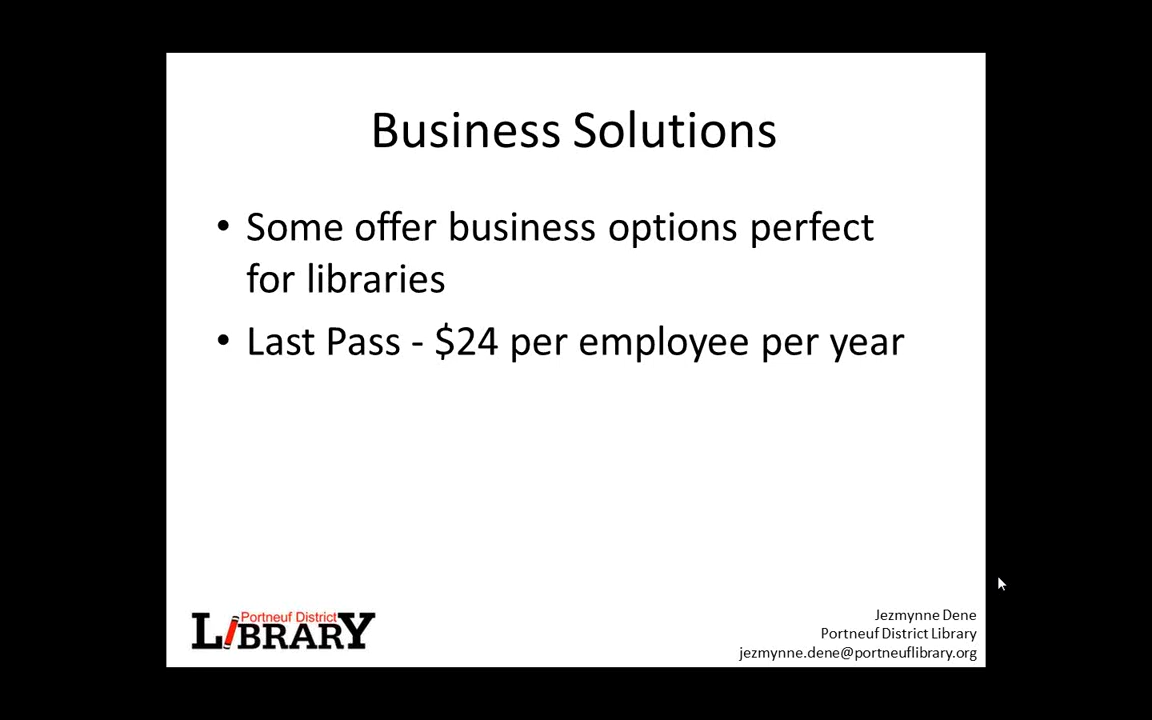 Business Solutions
• Some offer business options perfect
for libraries
• Last Pass - $24 per employee per year
Portneuf District
LIBRARY
Jezmynne Dene
Portneuf District Library
jezmynne.dene@portneuflibrary.org